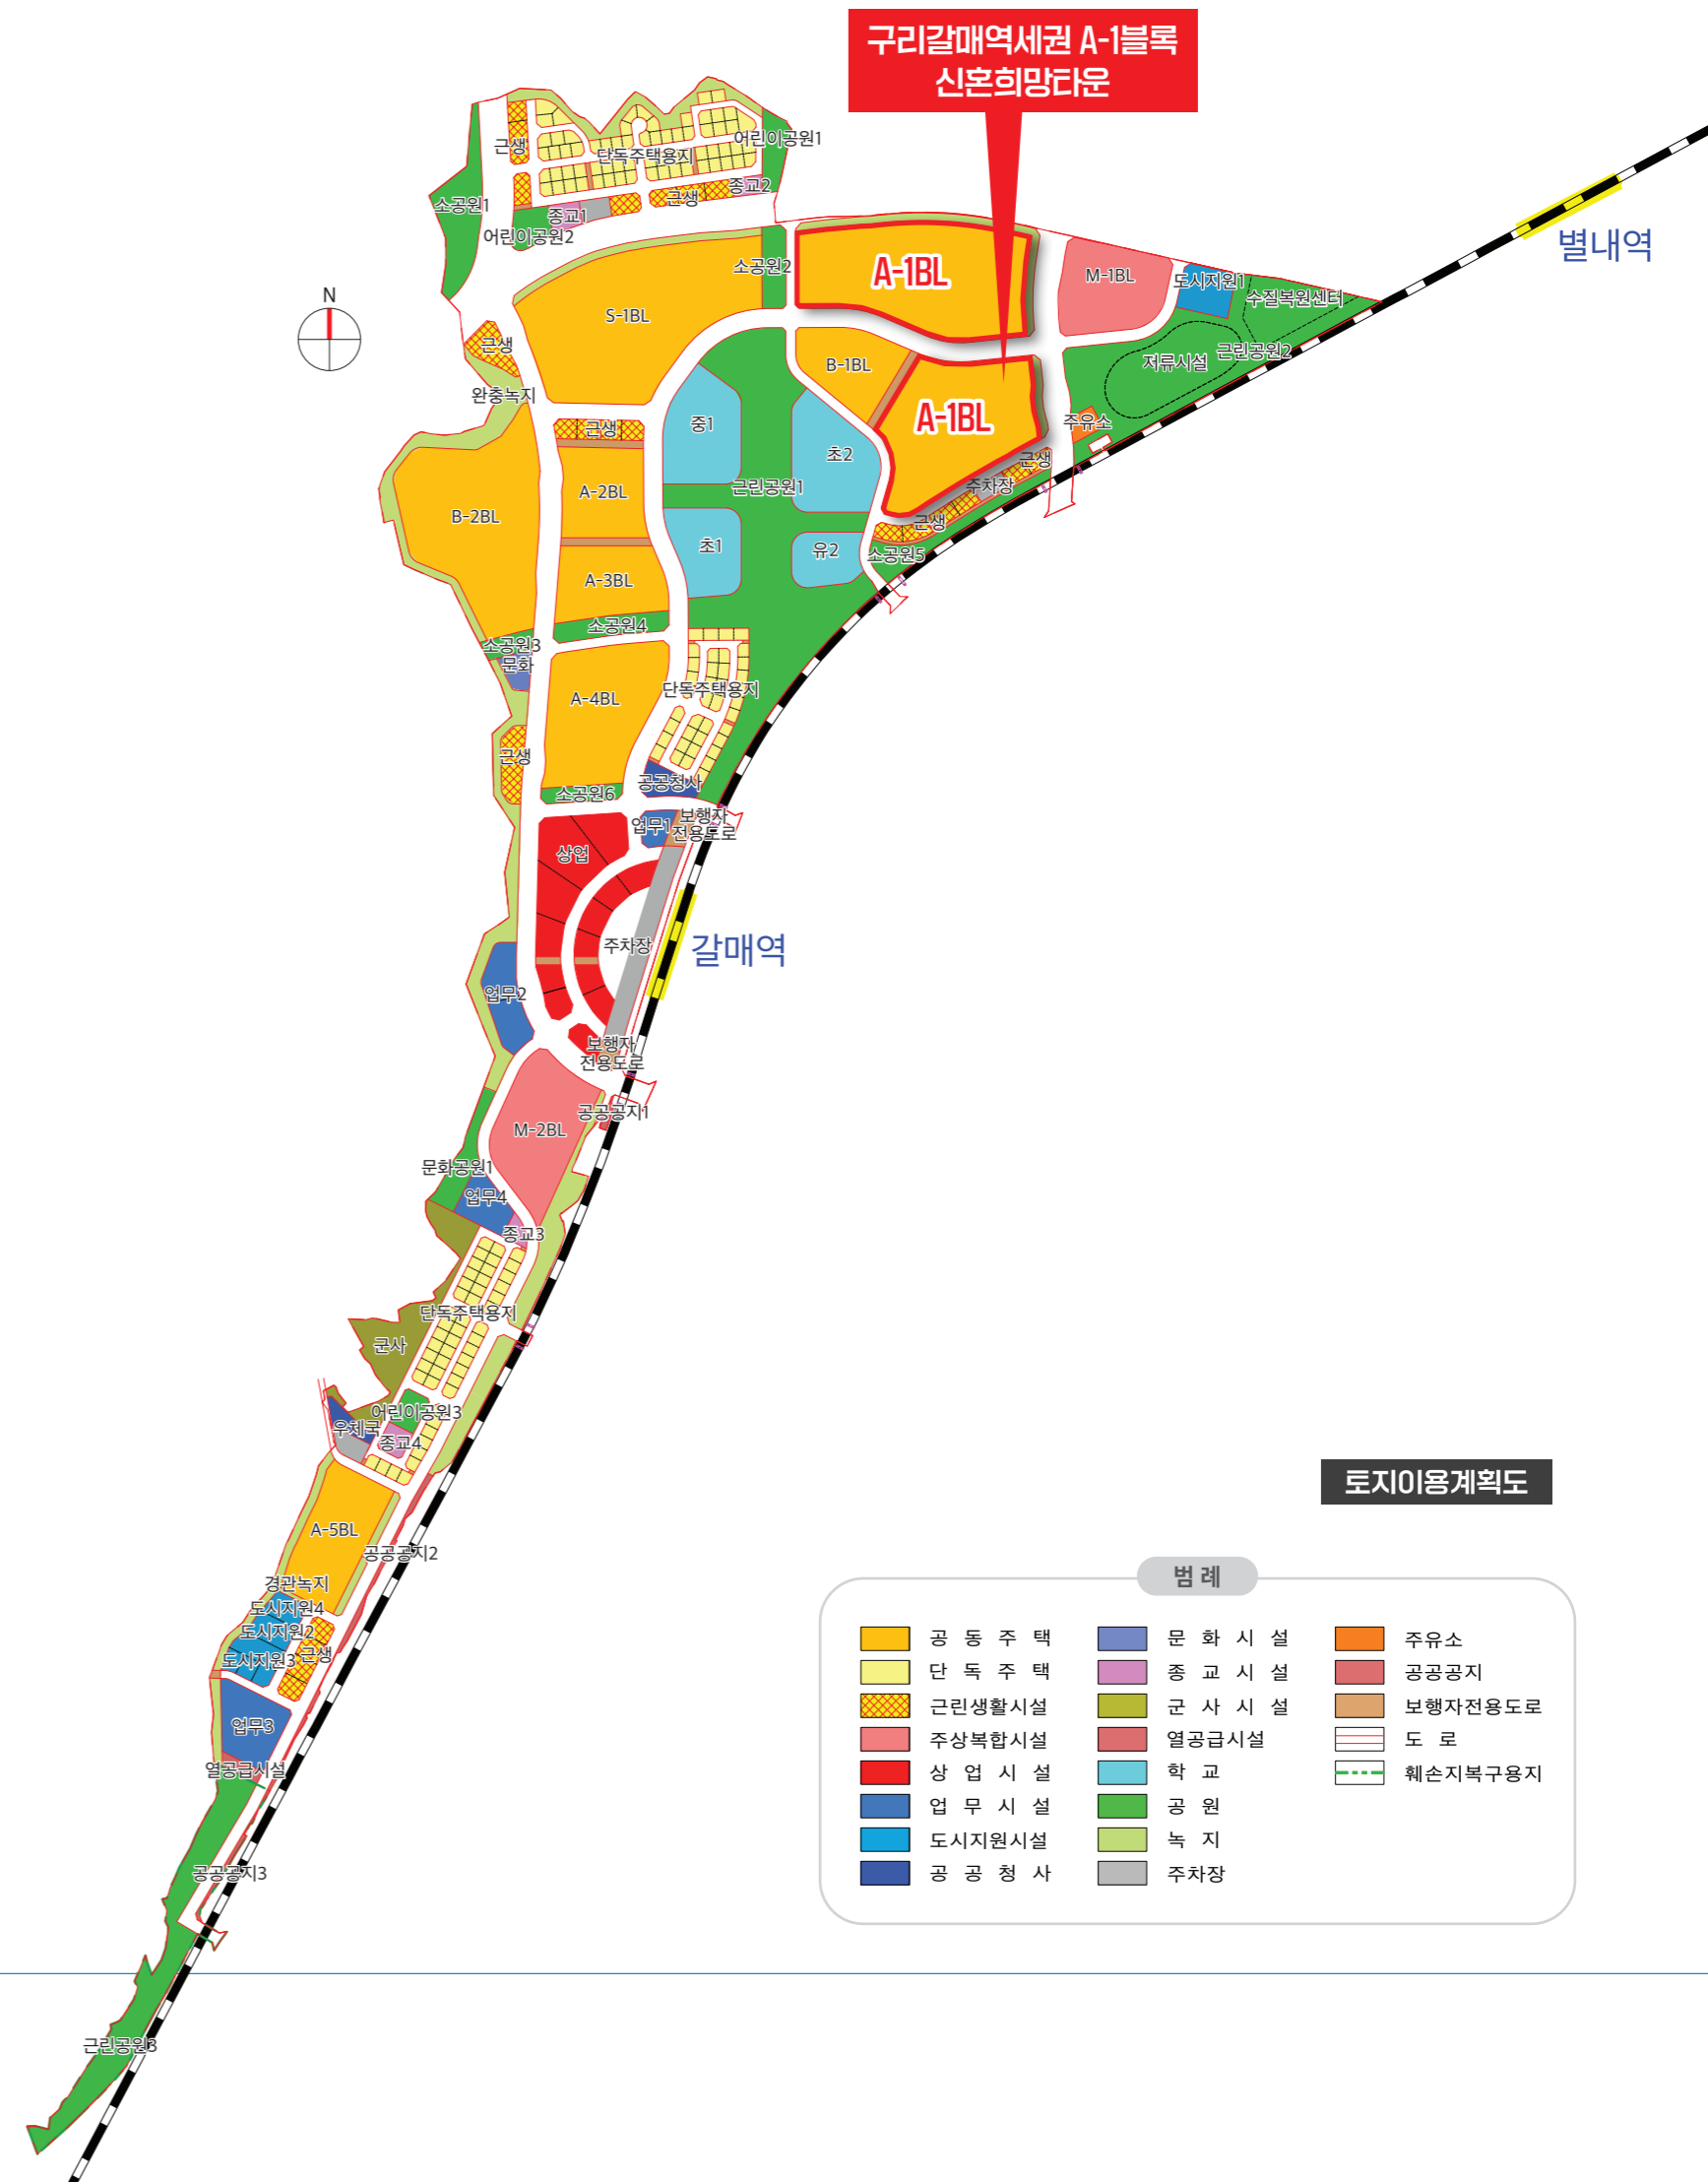 구리갈매역세권 A-1블록
신혼희망타운
근생
단독주택용지
어린이공원1
종교2
근생
소공원1
종교1
어린이공원2
별내역
소공원2
A-1BL
M-1BL
도시지원1
수질복원센터
N
S-1BL
근생
저류시설
근린공원2
B-1BL
완충녹지
A-1BL
주유소
근생
중1
초2
근생
A-2BL
주차장
근린공원1
B-2BL
근생
초1
유2
소공원5
A-3BL
소공원4
소공원3
문화
단독주택용지
A-4BL
근생
공공청사
소공원6
보행자
전용도로
업무1
상업
주차장
갈매역
업무2
보행자
전용도로
공공공지1
M-2BL
문화공원1
업무4
종교3
단독주택용지
군사
어린이공원3
우체국
종교4
A-5BL
공공공지2
경관녹지
도시지원4
도시지원2
도시지원3
근생
업무3
열공급시설
공공공지3
근린공원3
토지이용계획도
범 례
공 동 주 택
단 독 주 택
근린생활시설
주상복합시설
상 업 시 설
업 무 시 설
도시지원시설
공 공 청 사
문 화 시 설
종 교 시 설
군 사 시 설
열공급시설
학 교
공 원
녹 지
주차장
주유소
공공공지
보행자전용도로
도 로
훼손지복구용지